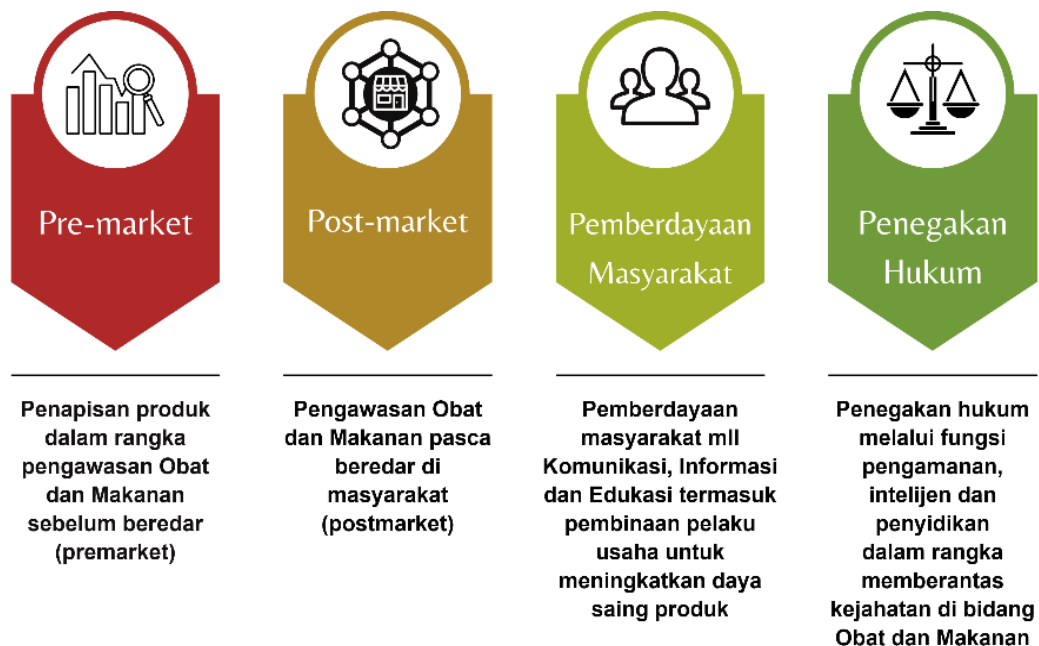 Pre-market
Penapisan produk
dalam rangka
pengawasan Obat
dan Makanan
sebelum beredar
(premarket)
Post-market
Pengawasan Obat
dan Makanan pasca
beredar di
masyarakat
(postmarket)
Pemberdayaan
Masyarakat
Pemberdayaan
masyarakat mll
Komunikasi, Informasi
dan Edukasi termasuk
pembinaan pelaku
usaha untuk
meningkatkan daya
saing produk
Penegakan
Hukum
Penegakan hukum
melalui fungsi
pengamanan,
intelijen dan
penyidikan
dalam rangka
memberantas
kejahatan di bidang
Obat dan Makanan